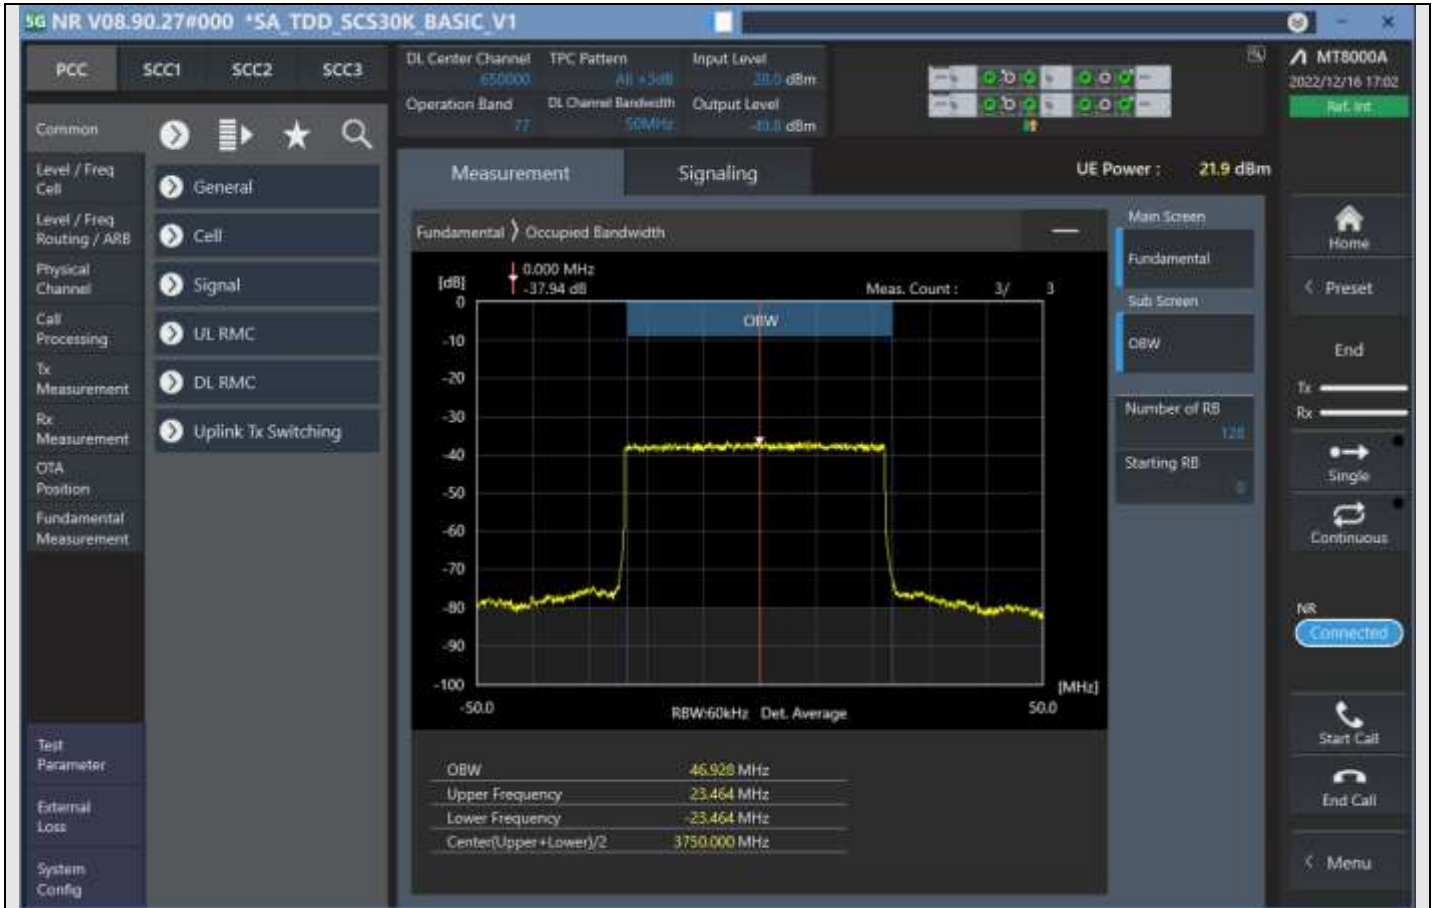 5G NR V08.90.27#000 *SA_TDD_SCS30K_BASIC_V1
PCC SCC1 SCC2 SCC3
DL Center Channel TPC Pattern Input Level
650000 All +3dB 28.0 dBm
Operation Band DL Channel Bandwidth Output Level
77 50MHz dBm
MT8000A
2022/12/16 17:02
Ref. Int
Common
Level / Freq
Cell
Level / Freq
Routing / ARB
Physical
Channel
Call
Processing
Tx
Measurement
Rx
Measurement
OTA
Position
Fundamental
Measurement
Test
Parameter
External
Loss
System
Config
General
Cell
Signal
UL RMC
DL RMC
Uplink Tx Switching
Measurement Signaling
UE Power : 21.9 dBm
Fundamental Occupied Bandwidth
0.000 MHz
-37.94 dB
Meas. Count : 3/ 3
[dB]
0
-10
-20
-30
-40
-50
-60
-70
-80
-90
-100
OBW
[MHz]
-50.0 50.0
RBW:60kHz Det. Average
OBW 46.928 MHz
Upper Frequency 23.464 MHz
Lower Frequency -23.464 MHz
Center(Upper+Lower)/2 3750.000 MHz
Main Screen
Fundamental
Sub Screen
OBW
Number of RB
128
Starting RB
0
Home
Preset
End
Tx
Rx
Single
Continuous
NR
Connected
Start Call
End Call
Menu